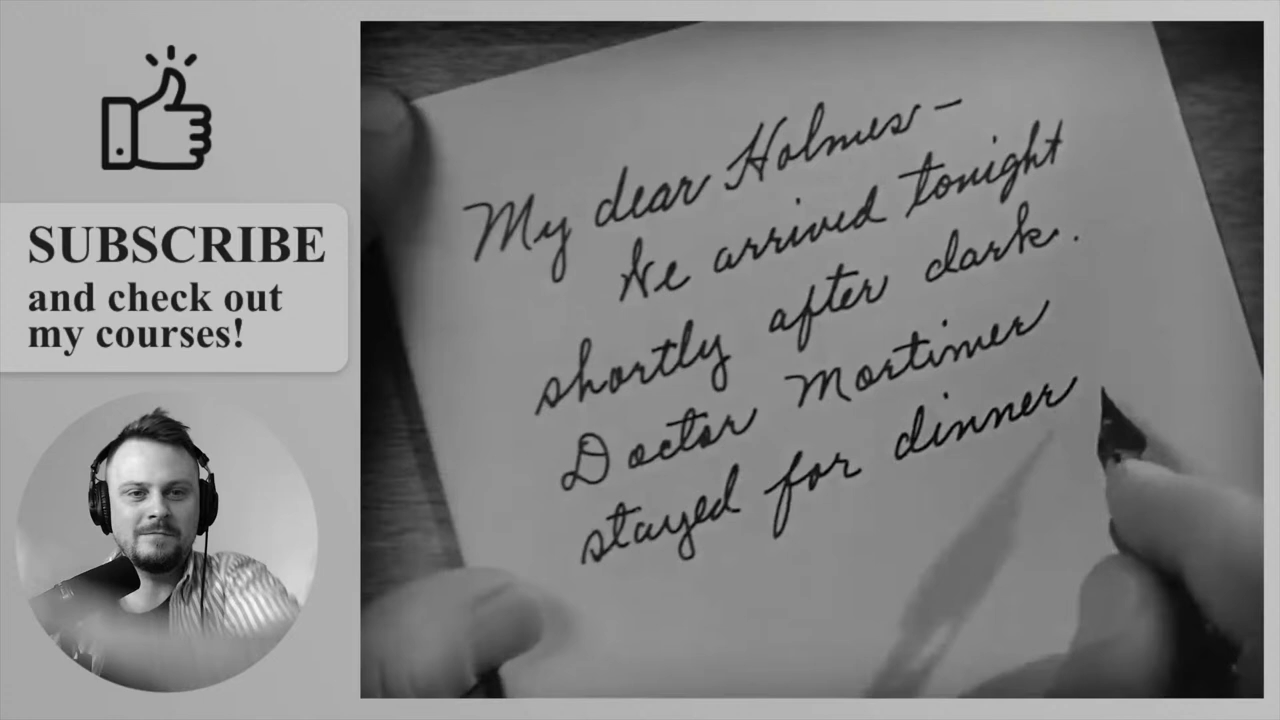 SUBSCRIBE
and check out
my courses!
My dear Holmes –
We arrived tonight
shortly after dark.
Doctor Mortimer
stayed for dinner